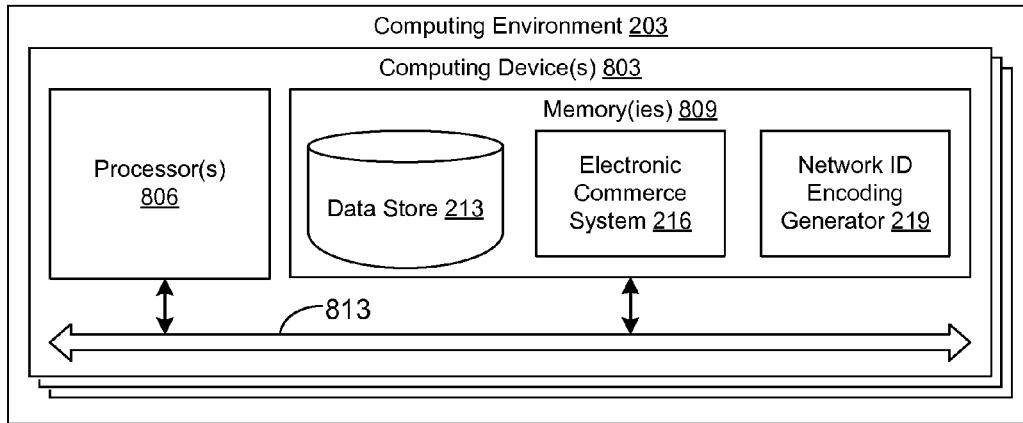 Computing Environment 203
Computing Device(s) 803
Processor(s)
806
Memory(ies) 809
Data Store 213
Electronic
Commerce
System 216
Network ID
Encoding
Generator 219
813